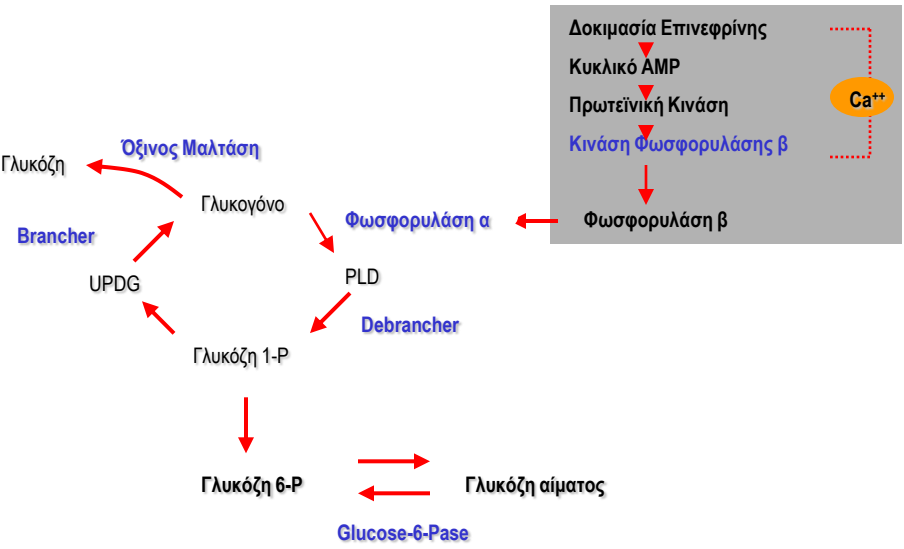 Δοκιμασία Επινεφρίνης
Κυκλικό AMP
Ca++
Πρωτεϊνική Κινάση
Κινάση Φωσφορυλάσης β
Όξινος Μαλτάση
Γλυκόζη
Γλυκογόνο
Φωσφορυλάση α
Φωσφορυλάση β
Brancher
UPDG
PLD
Debrancher
Γλυκόζη 1-P
Γλυκόζη 6-P
Γλυκόζη αίματος
Glucose-6-Pase